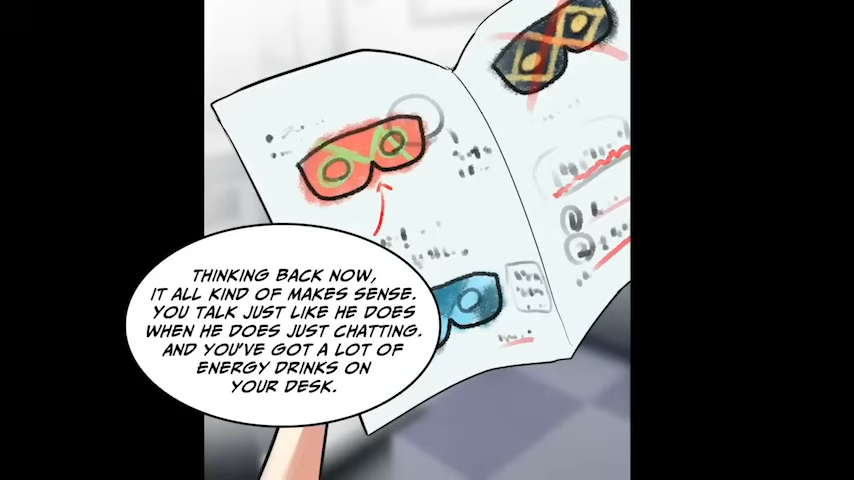 THINKING BACK NOW,
IT ALL KIND OF MAKES SENSE.
YOU TALK JUST LIKE HE DOES
WHEN HE DOES JUST CHATTING.
AND YOU'VE GOT A LOT OF
ENERGY DRINKS ON
YOUR DESK.